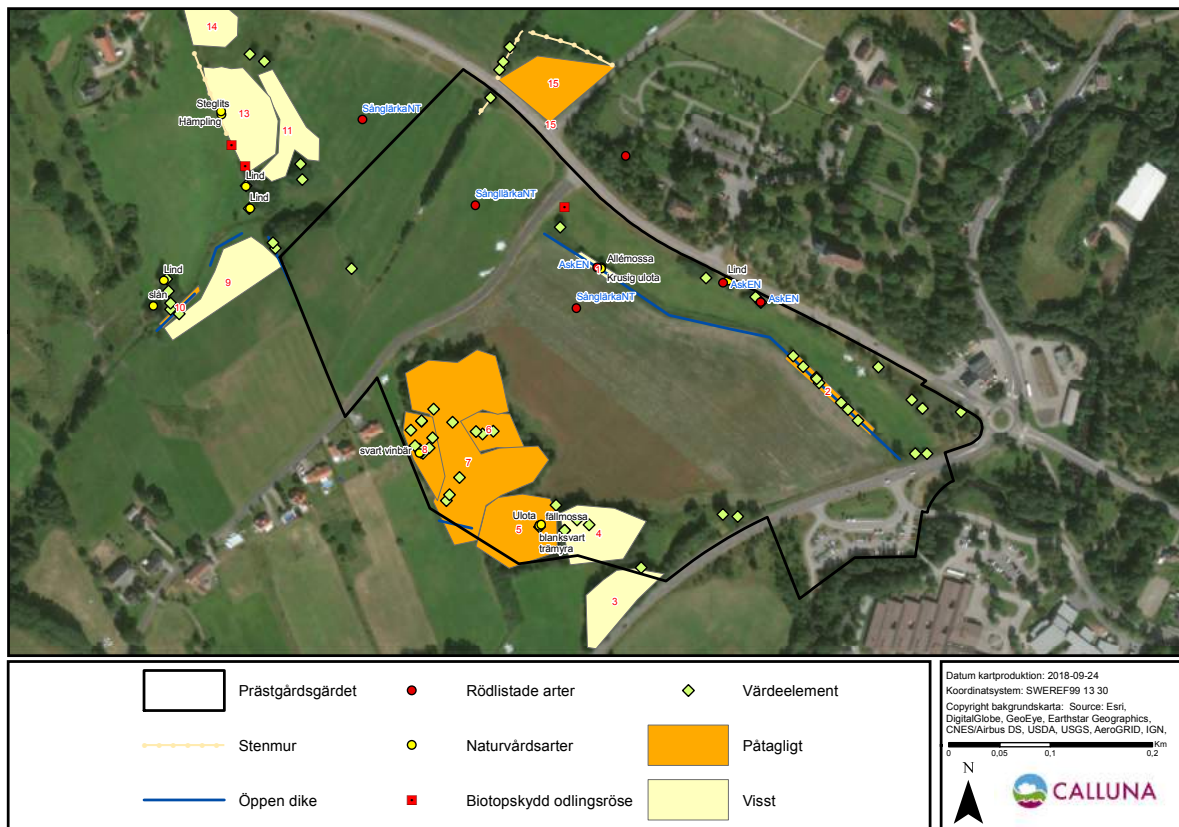 14
15
Steglits
13
Hämpling
11
SånglärkaNT
15
Lind
Lind
SånglärkaNT
Allémossa
AskEN
1
Krusig ulota
Lind
AskEN
AskEN
SånglärkaNT
Lind
slån
10
9
2
6
svart vinbär
8
7
Ulota
fällmossa
5
4
blanksvart
trämyra
3
Prästgårdsgärdet
Rödlistade arter
Värdeelement
Stenmur
Naturvårdsarter
Påtagligt
Öppen dike
Biotopskydd odlingsröse
Visst
Datum kartproduktion: 2018-09-24
Koordinatsystem: SWEREF99 13 30
Copyright bakgrundskarta: Source: Esri,
DigitalGlobe, GeoEye, Earthstar Geographics,
CNES/Airbus DS, USDA, USGS, AeroGRID, IGN,
Km
0 0,05 0,1 0,2
N
CALLUNA